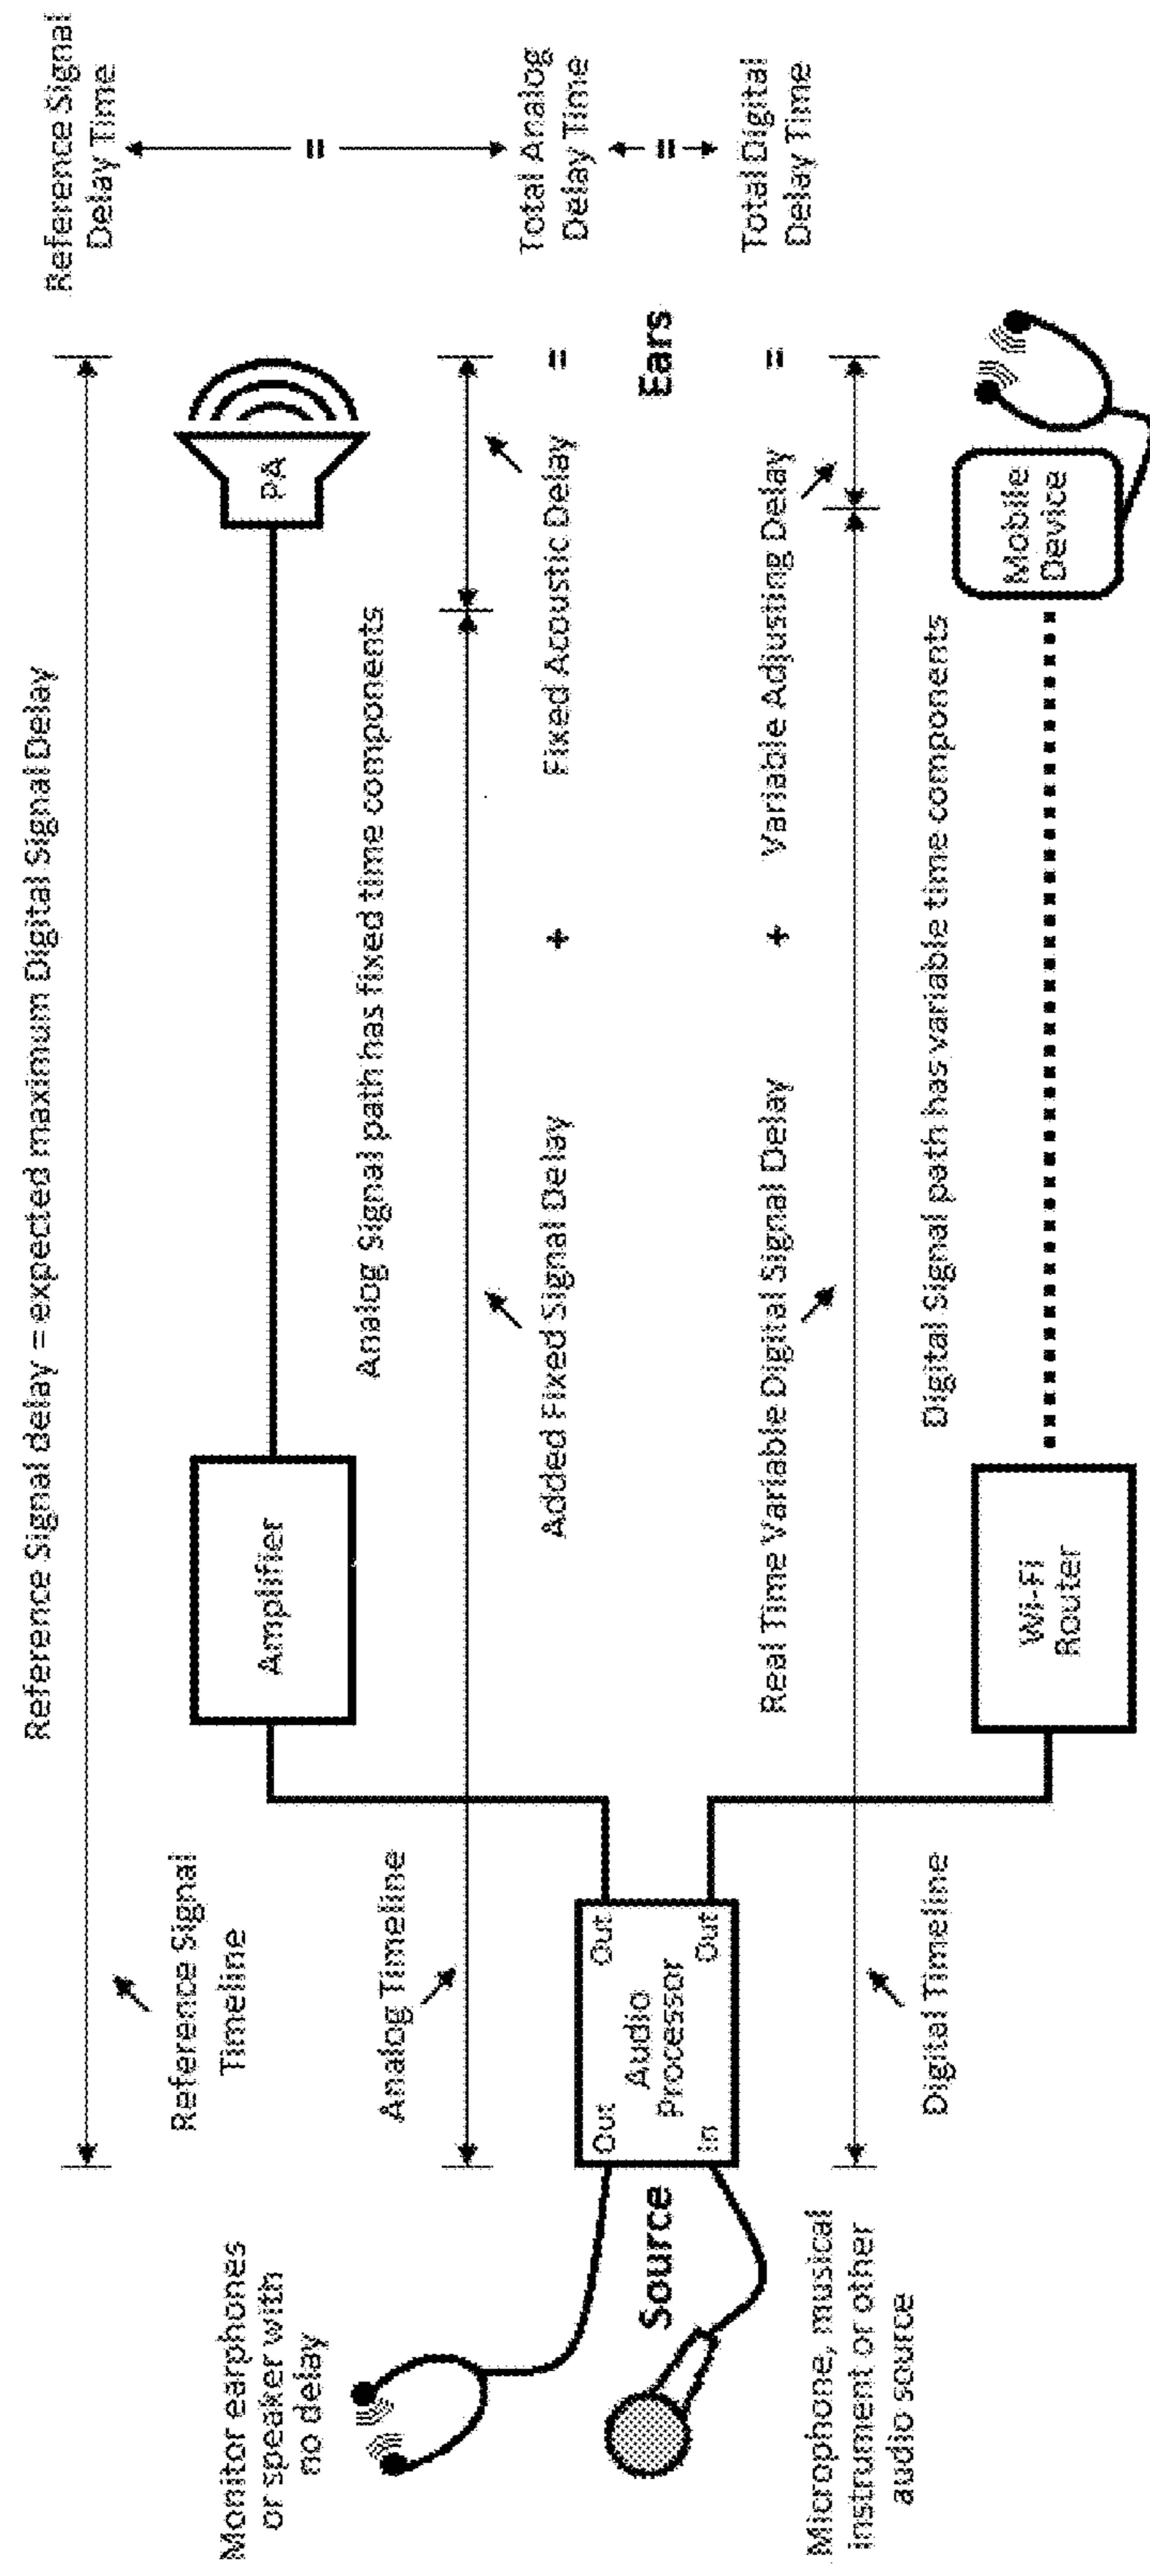 Reference Signal delay = expected maximum Digital Signal Delay
Reference Signal
Delay Time
Reference Signal
Timeline
=
Monitor earphones
or speaker with
no delay
Amplifier
PA
Analog Signal path has fixed time components
Analog Timeline
Total Analog
Delay Time
Added Fixed Signal Delay
+
Fixed Acoustic Delay
=
Out
Out
Audio
Processor
In
Out
Source
Ears
=
Total Digital
Delay Time
Real Time Variable Digital Signal Delay
+
Variable Adjusting Delay
=
Microphone, musical
instrument or other
audio source
Digital Timeline
Digital Signal path has variable time components
Wi-Fi
Router
Mobile
Device